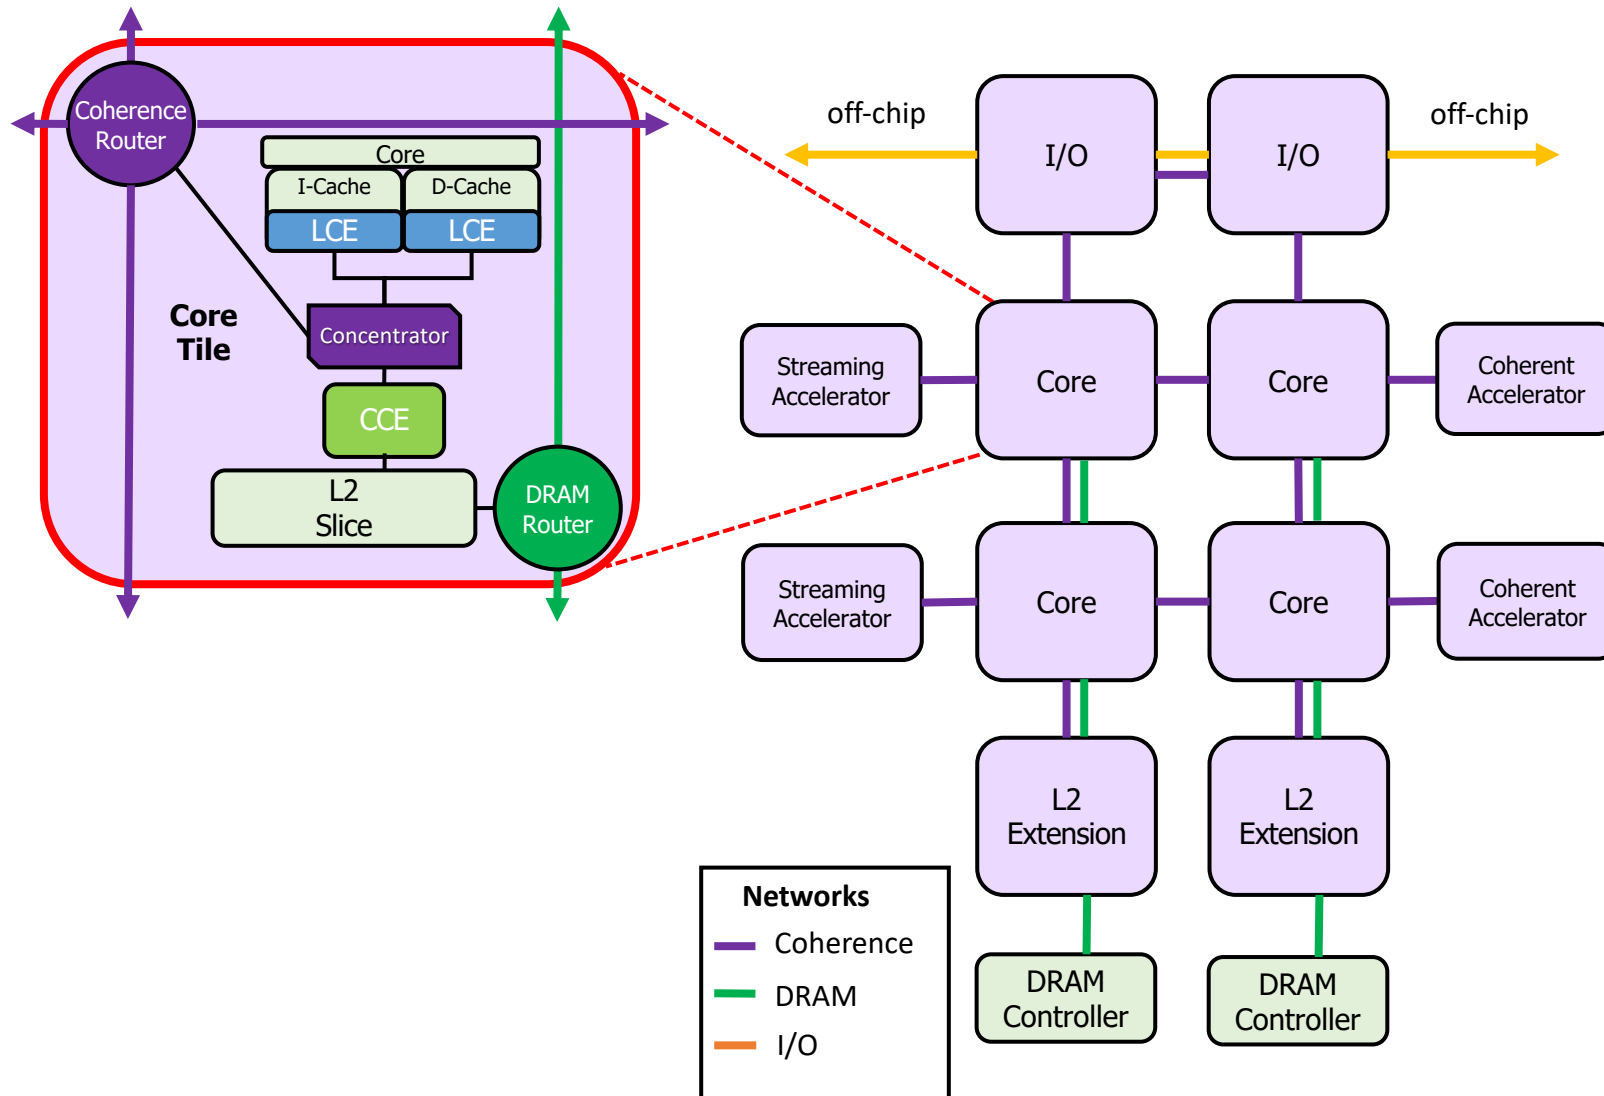 Coherence
Router
Core
I-Cache
D-Cache
LCE
LCE
Core
Tile
Concentrator
CCE
L2
Slice
DRAM
Router
off-chip
I/O
I/O
off-chip
Streaming
Accelerator
Core
Core
Coherent
Accelerator
Streaming
Accelerator
Core
Core
Coherent
Accelerator
L2
Extension
L2
Extension
DRAM
Controller
DRAM
Controller
Networks
Coherence
DRAM
I/O